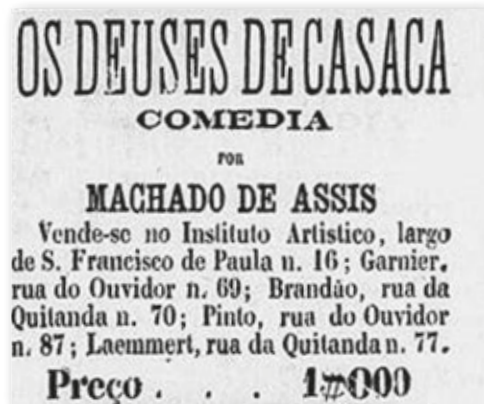 OS DEUSES DE CASACA
COMEDIA
POR
MACHADO DE ASSIS
Vende-se no Instituto Artistico, largo
de S. Francisco de Paula n. 16; Garnier,
rua do Ouvidor n. 69; Brandão, rua da
Quitanda n. 70; Pinto, rua do Ouvidor
n. 87; Laemmert, rua da Quitanda n. 77.
Preço . . . 1#000